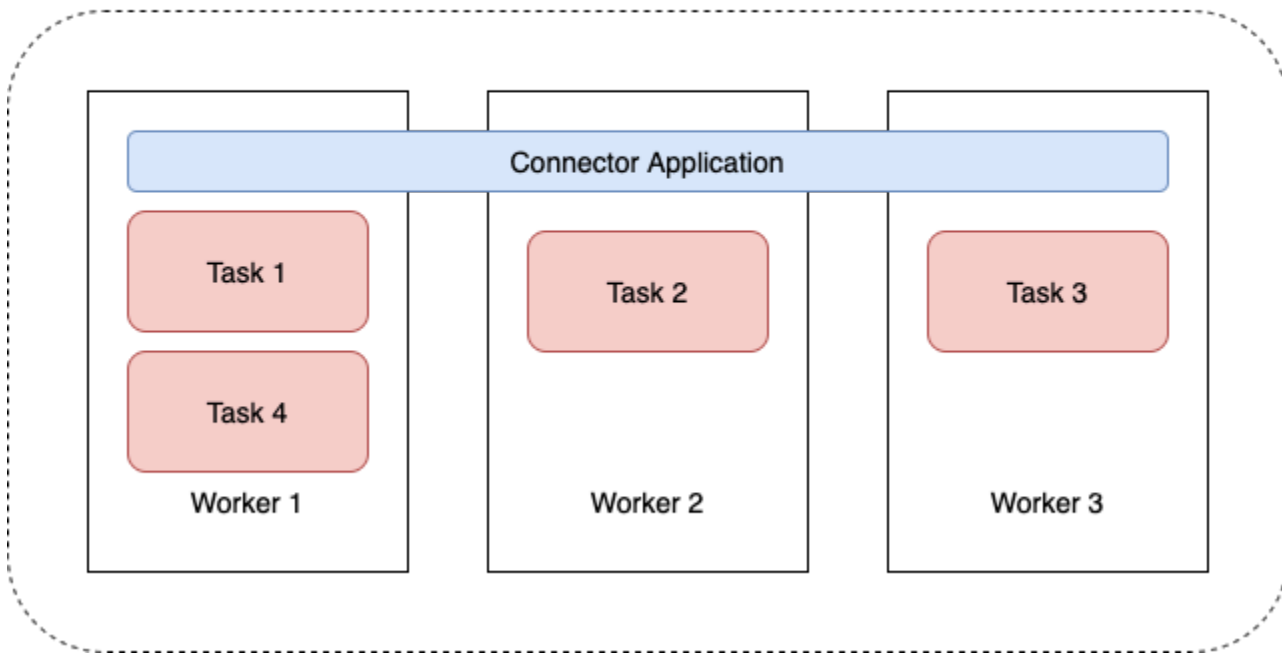 Connector Application
Task 1
Task 2
Task 3
Task 4
Worker 1
Worker 2
Worker 3